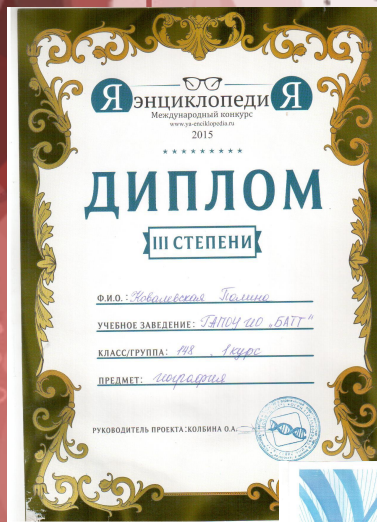 Я ЭНЦИКЛОПЕДИ Я
Международный конкурс
www.ya-enciklopedia.ru
2015
ДИПЛОМ
III СТЕПЕНИ
Ф.И.О.: Ковалевская Полина
УЧЕБНОЕ ЗАВЕДЕНИЕ: ГАПОУ ИО „БАТТ"
КЛАСС/ГРУППА: 148 1 курс
ПРЕДМЕТ: география
РУКОВОДИТЕЛЬ ПРОЕКТА:КОЛБИНА О.А.